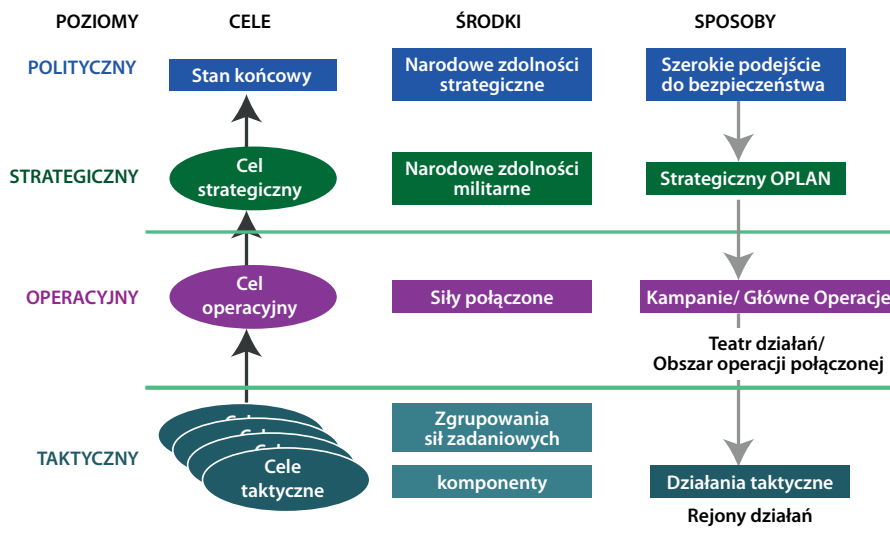 POZIOMY CELE ŚRODKI SPOSOBY
POLITYCZNY
Stan końcowy
Narodowe zdolności
strategiczne
Szerokie podejście
do bezpieczeństwa
STRATEGICZNY
Cel
strategiczny
Narodowe zdolności
militarne
Strategiczny OPLAN
OPERACYJNY
Cel
operacyjny
Siły połączone
Kampanie/ Główne Operacje
Teatr działań/
Obszar operacji połączonej
TAKTYCZNY
Cele
taktyczne
Zgrupowania
sił zadaniowych
komponenty
Działania taktyczne
Rejony działań